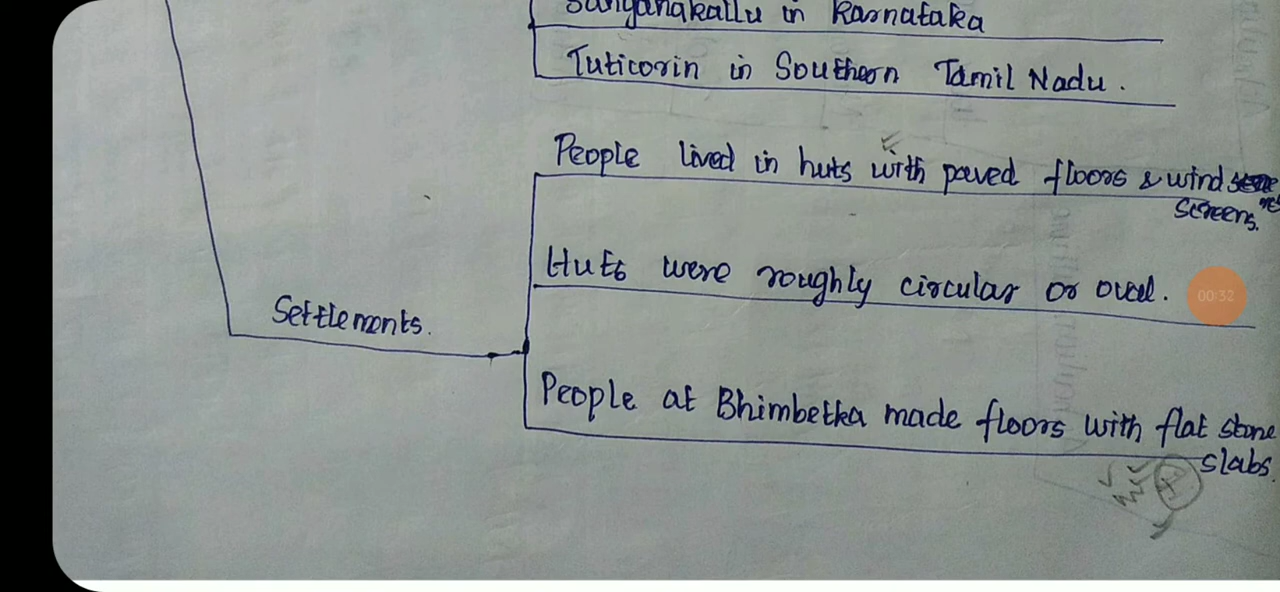 Sanganakallu in Karnataka
Tuticorin in Southern Tamil Nadu.
People lived in huts with paved floors & wind
screens.
Huts were roughly circular or oval.
00:32
Settlements.
People at Bhimbetka made floors with flat stone
slabs.